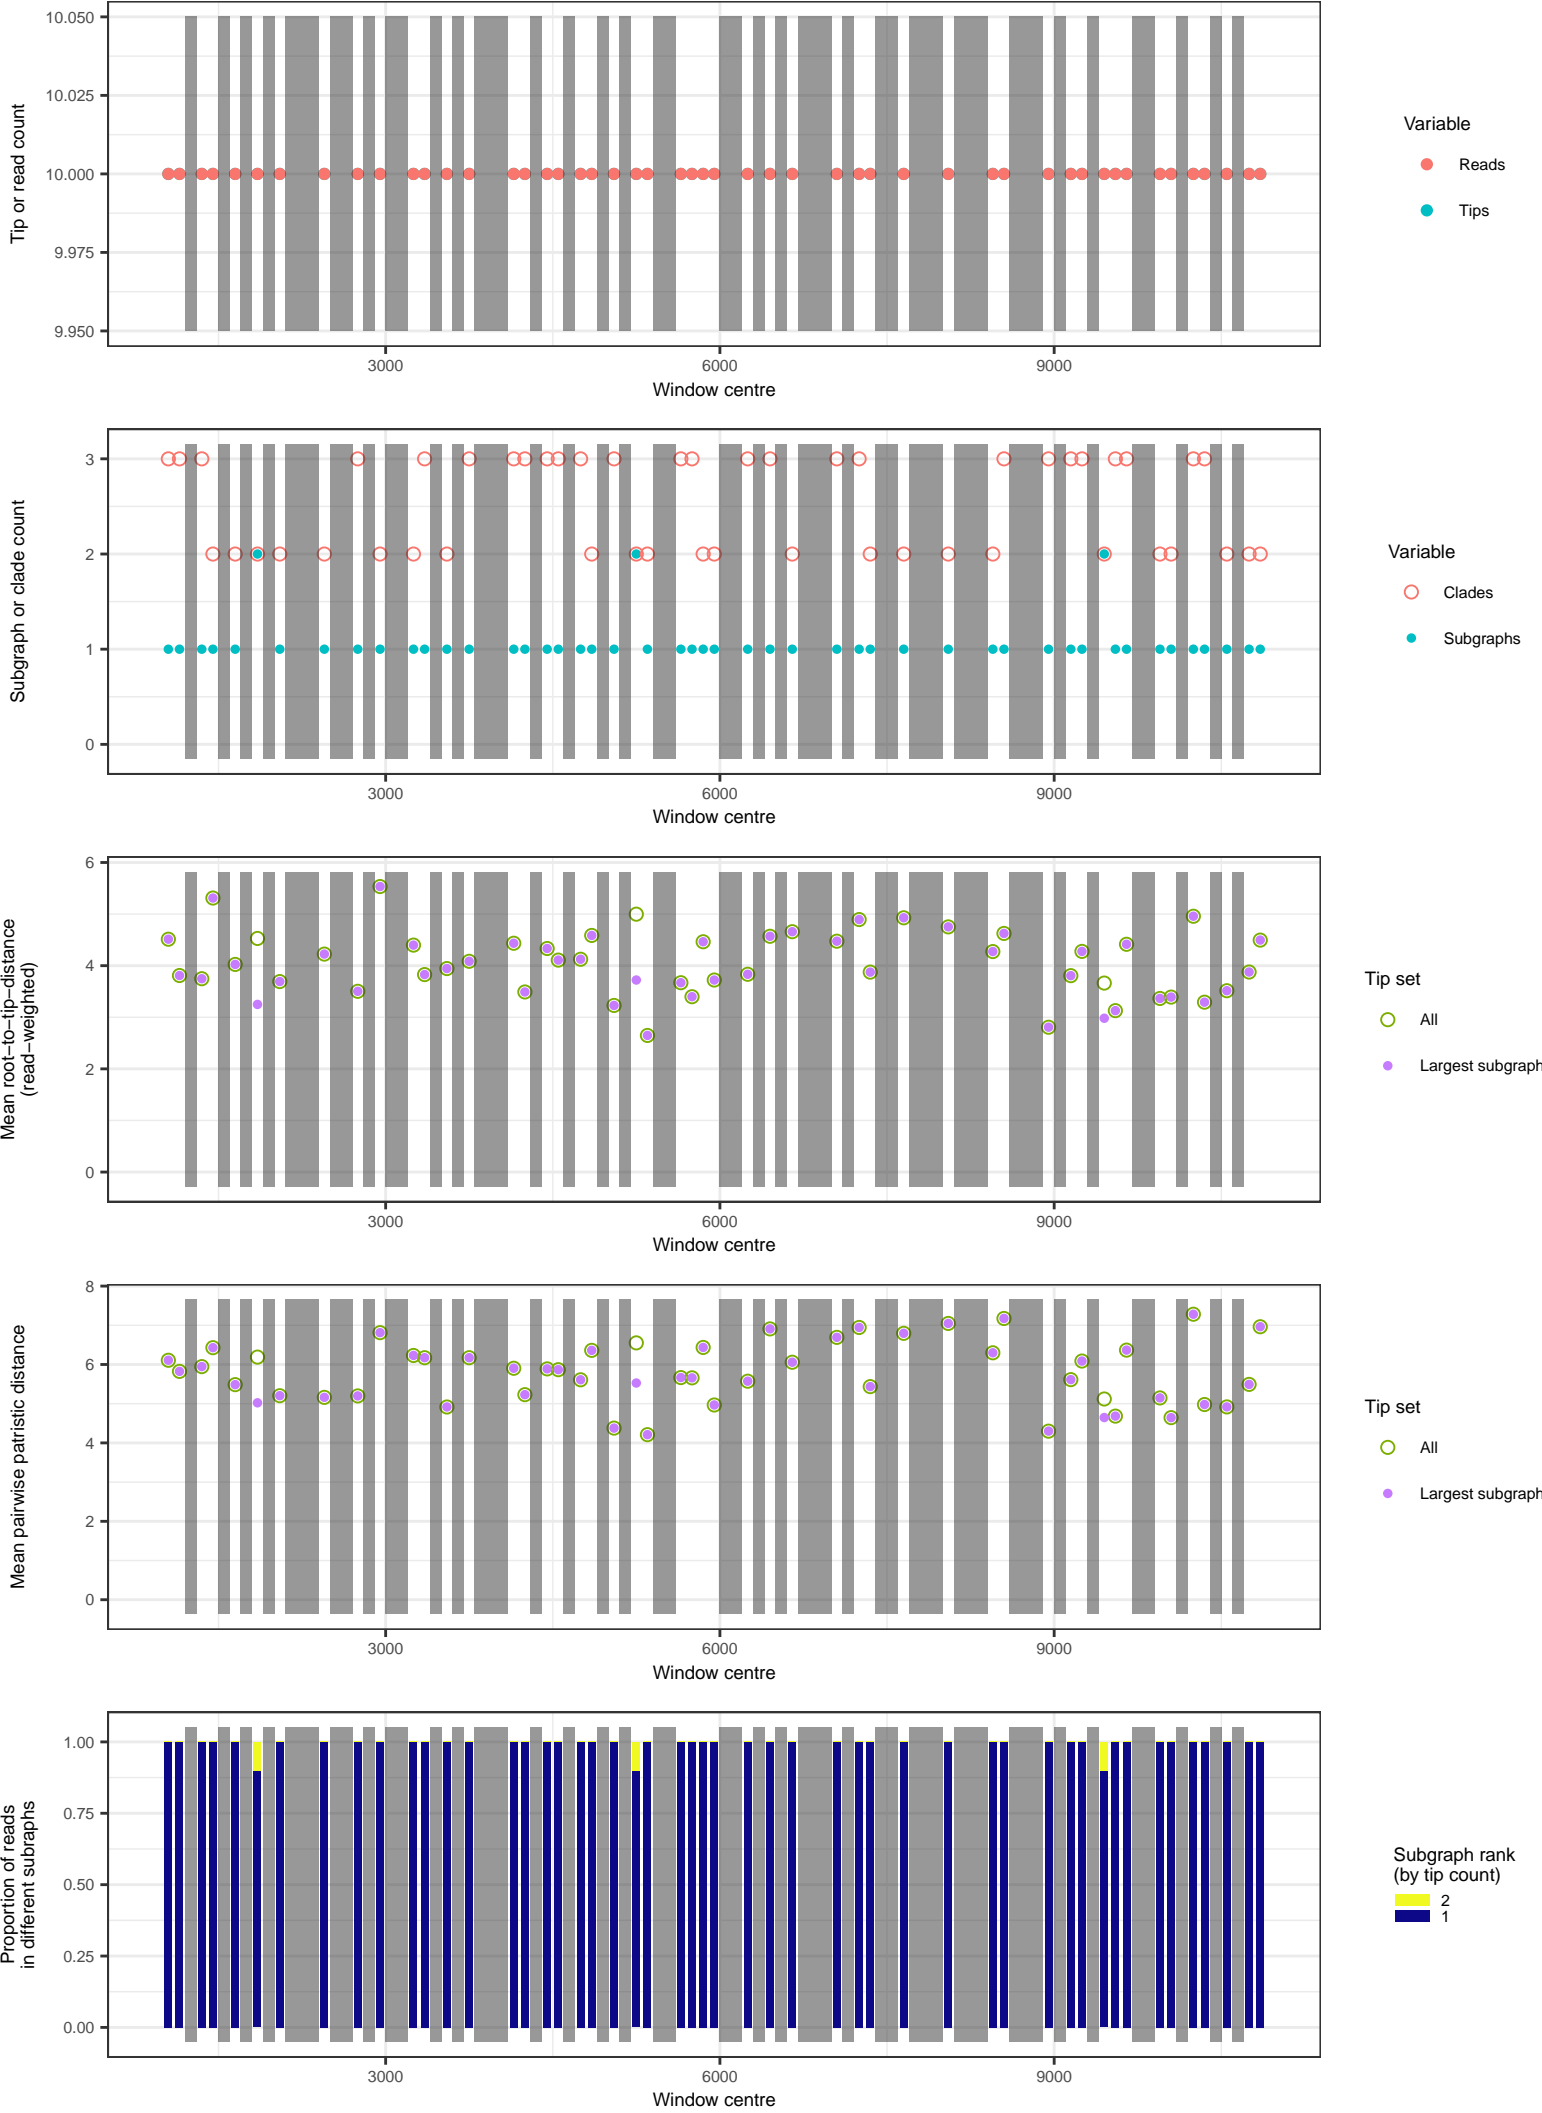 10.050
10.025
10.000
9.975
9.950
Tip or read count
3000
6000
9000
Window centre
Variable
Reads
Tips
3
2
1
0
Subgraph or clade count
3000
6000
9000
Window centre
Variable
Clades
Subgraphs
6
4
2
0
Mean root−to−tip−distance
(read−weighted)
3000
6000
9000
Window centre
Tip set
All
Largest subgraph
8
6
4
2
0
Mean pairwise patristic distance
3000
6000
9000
Window centre
Tip set
All
Largest subgraph
1.00
0.75
0.50
0.25
0.00
Proportion of reads
in different subraphs
3000
6000
9000
Window centre
Subgraph rank
(by tip count)
2
1